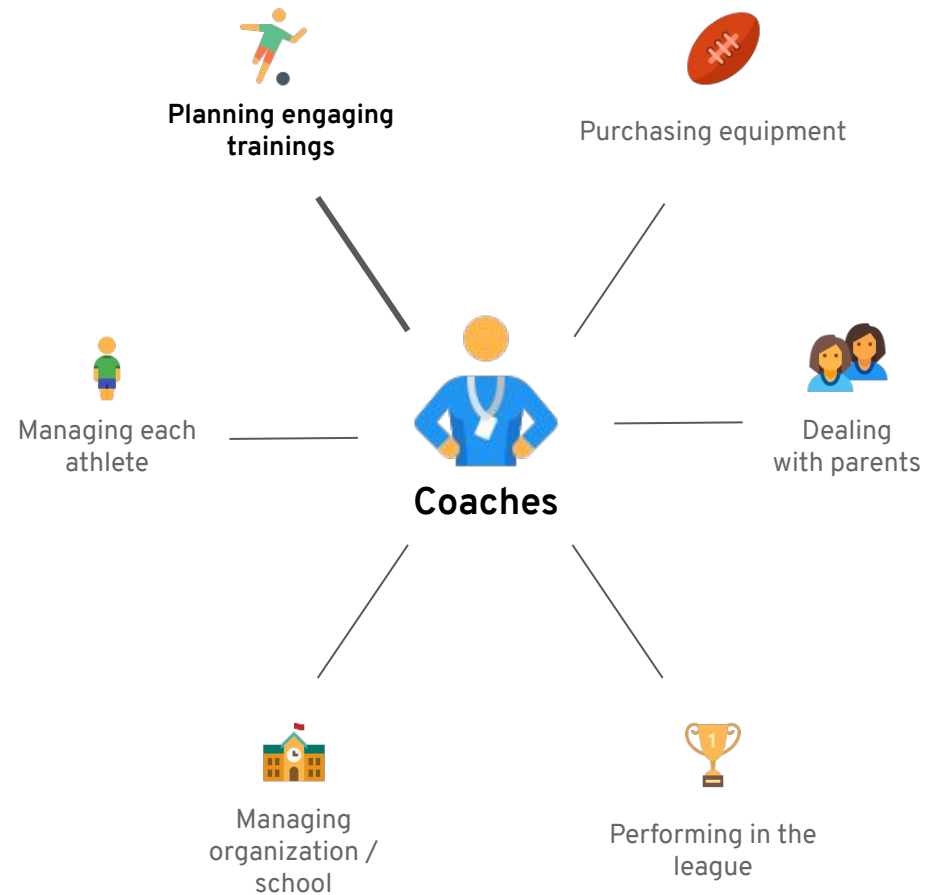 Planning engaging
trainings
Purchasing equipment
Managing each
athlete
Dealing
with parents
Coaches
Managing
organization /
school
1
Performing in the
league